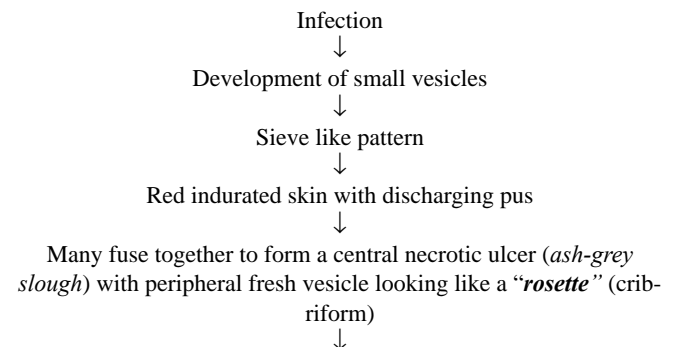 Infection
↓
Development of small vesicles
↓
Sieve like pattern
↓
Red indurated skin with discharging pus
↓
Many fuse together to form a central necrotic ulcer (ash-grey
slough) with peripheral fresh vesicle looking like a “rosette” (crib-
riform)
↓